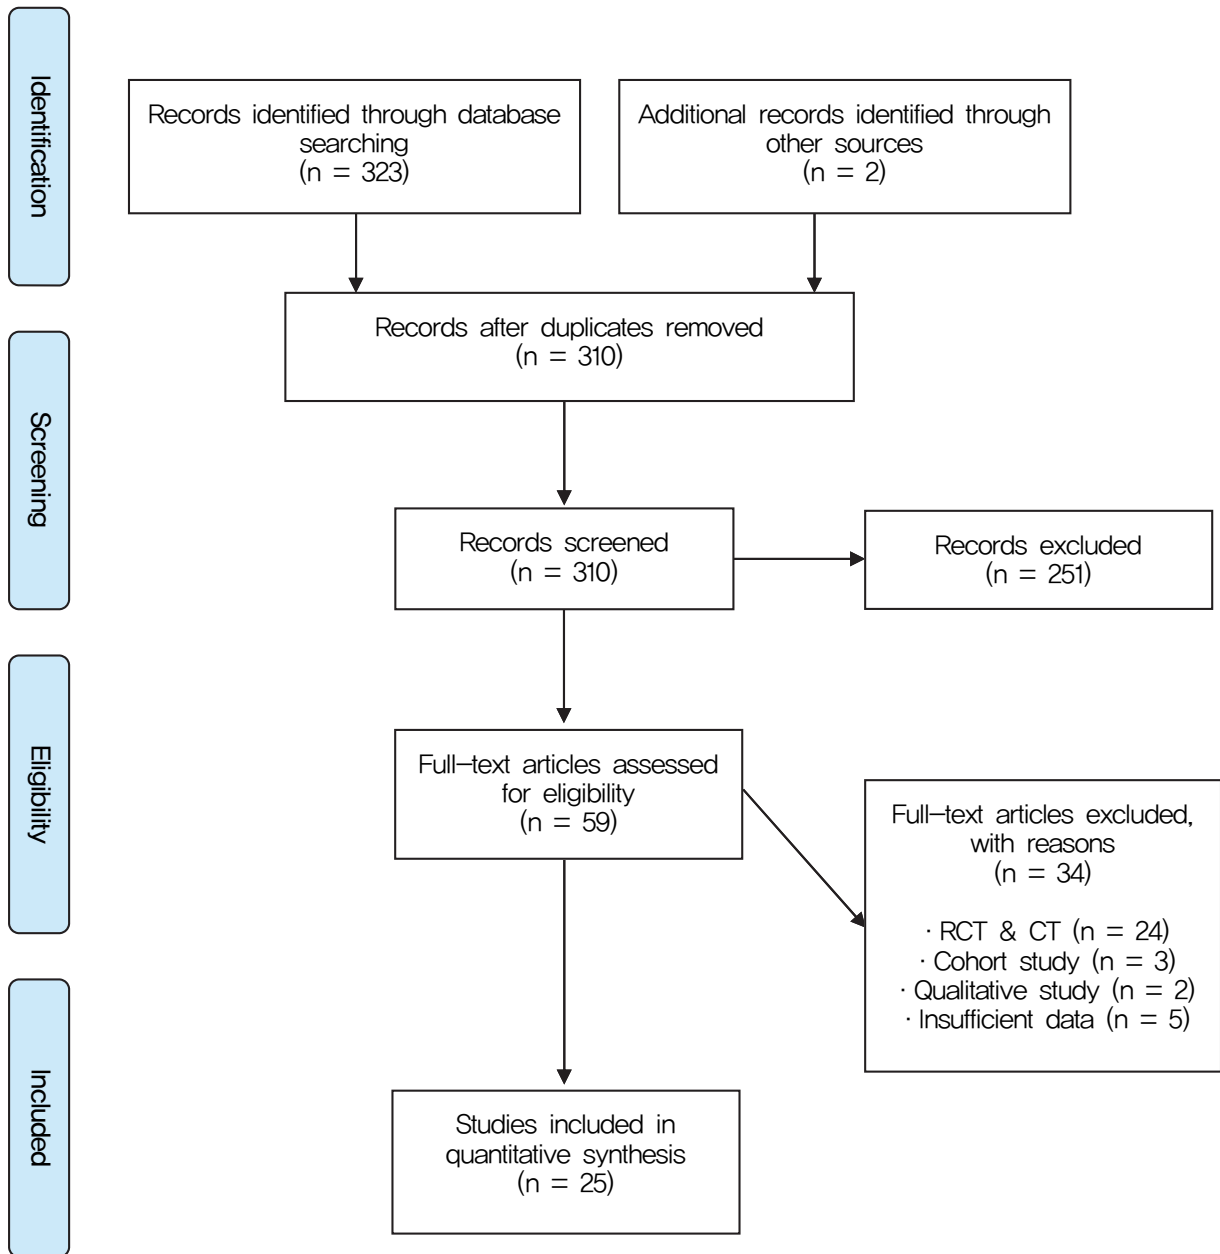 Identification
Records identified through database
searching
(n = 323)
Additional records identified through
other sources
(n = 2)
Records after duplicates removed
(n = 310)
Screening
Records screened
(n = 310)
Records excluded
(n = 251)
Eligibility
Full-text articles assessed
for eligibility
(n = 59)
Full-text articles excluded,
with reasons
(n = 34)
· RCT & CT (n = 24)
· Cohort study (n = 3)
· Qualitative study (n = 2)
· Insufficient data (n = 5)
Included
Studies included in
quantitative synthesis
(n = 25)